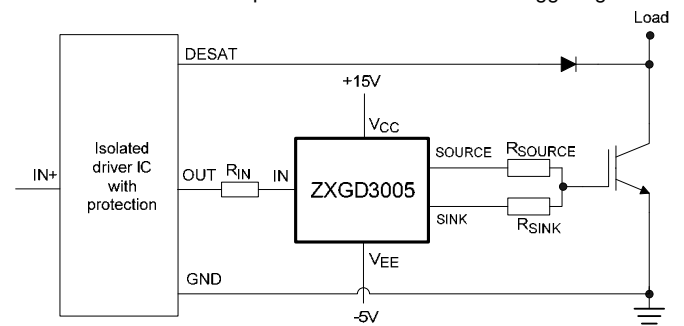 Load
DESAT
+15V
VCC
Isolated
driver IC
with
protection
IN+
OUT
RIN
IN
ZXGD3005
SOURCE
RSOURCE
SINK
RSINK
VEE
GND
-5V